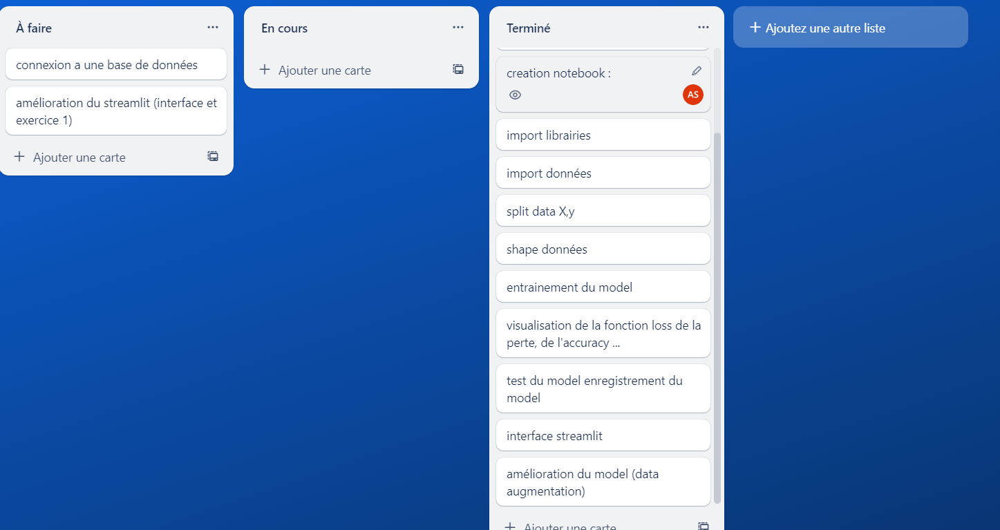 À faire
connexion a une base de données
amélioration du streamlit (interface et
exercice 1)
Ajouter une carte
En cours
Ajouter une carte
Terminé
creation notebook :
AS
import librairies
import données
split data X,y
shape données
entrainement du model
visualisation de la fonction loss de la
perte, de l'accuracy ...
test du model enregistrement du
model
interface streamlit
amélioration du model (data
augmentation)
Ajouter une carte
Ajoutez une autre liste